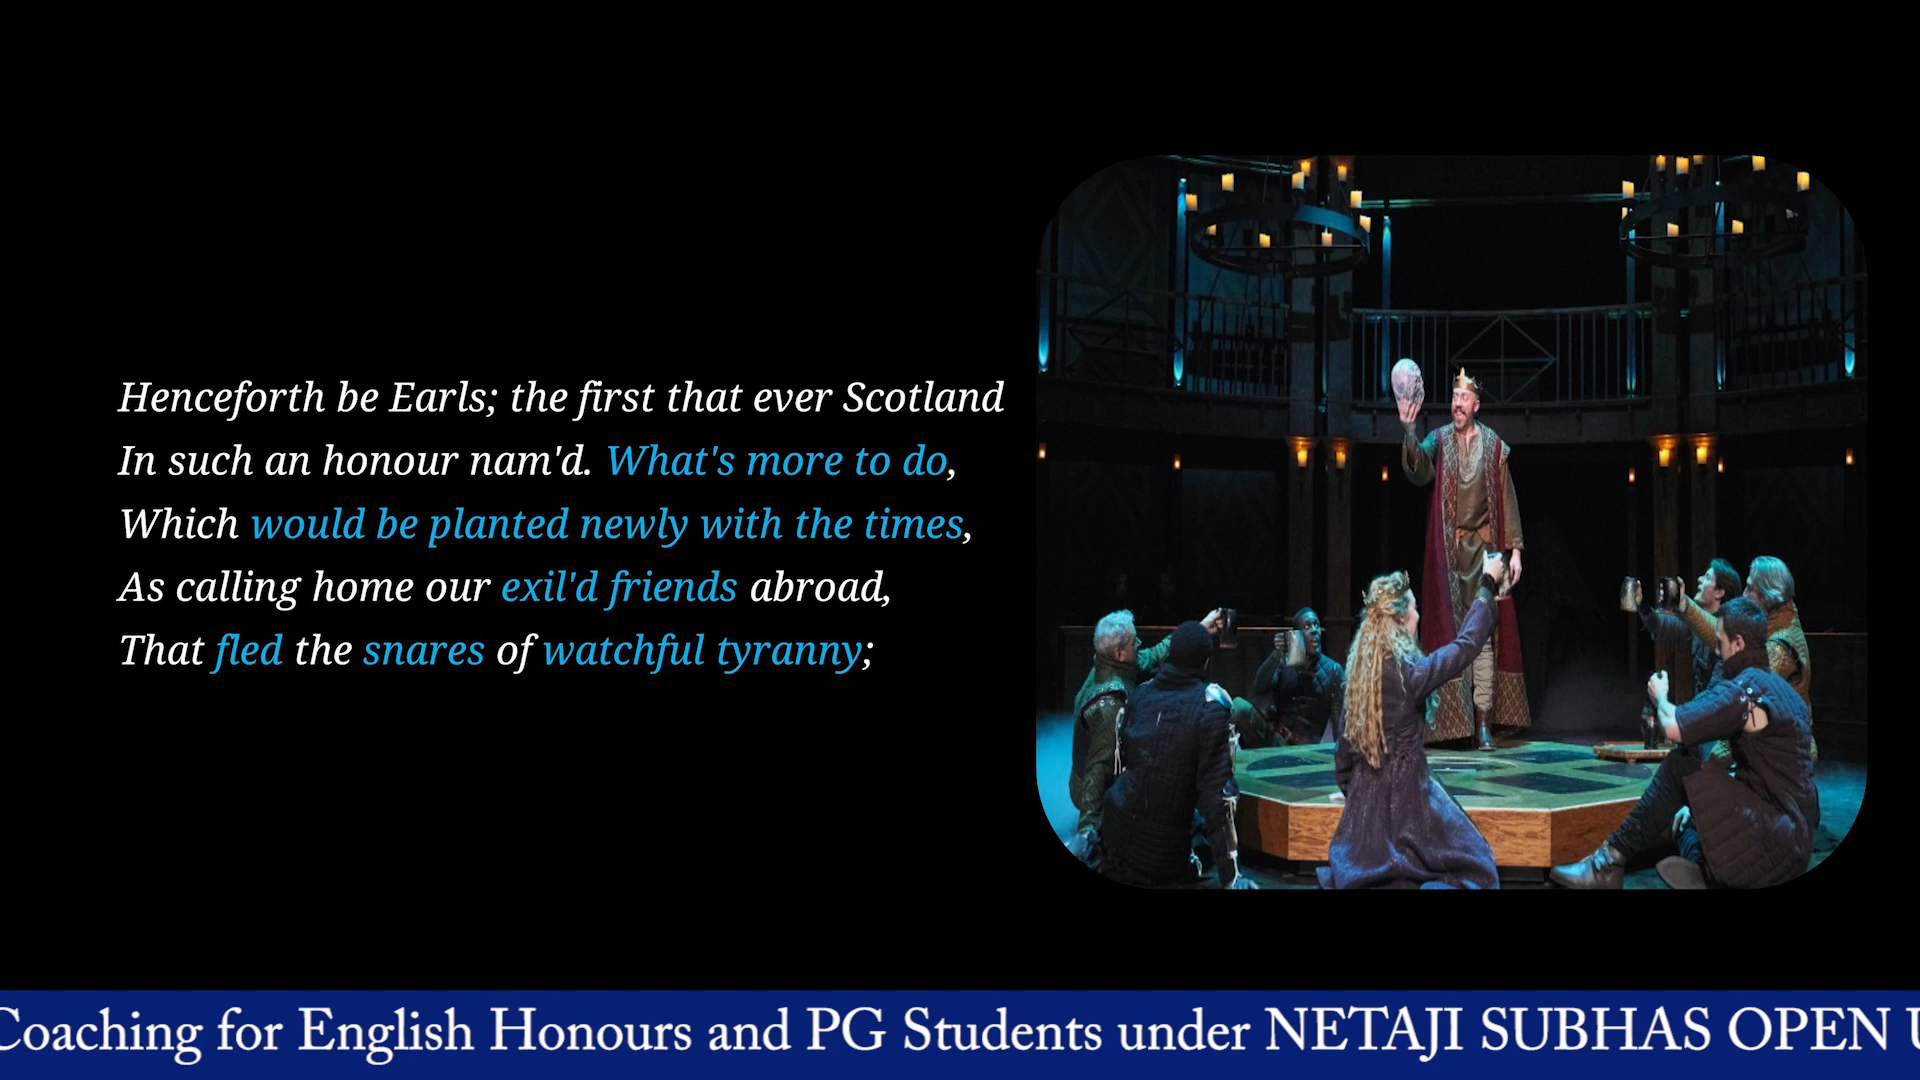 Henceforth be Earls; the first that ever Scotland
In such an honour nam'd. What's more to do,
Which would be planted newly with the times,
As calling home our exil'd friends abroad,
That fled the snares of watchful tyranny;
Coaching for English Honours and PG Students under NETAJI SUBHAS OPEN